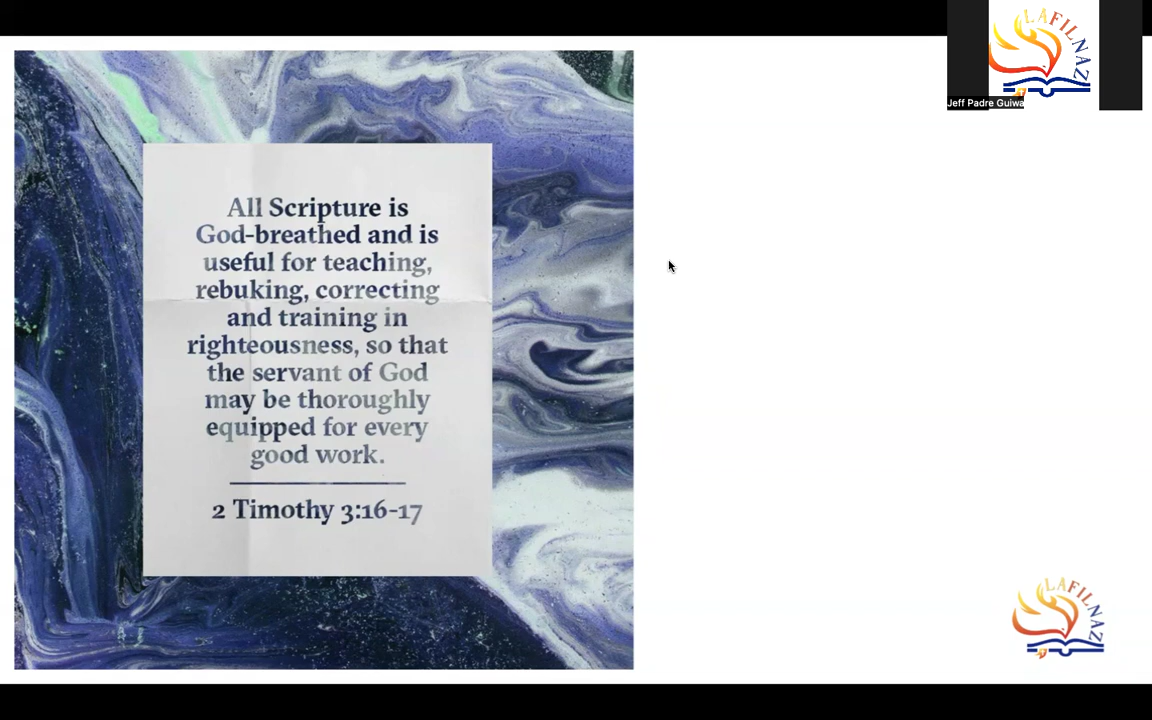 LAFILNAZ
Jeff Padre Guiwa
All Scripture is
God-breathed and is
useful for teaching,
rebuking, correcting
and training in
righteousness, so that
the servant of God
may be thoroughly
equipped for every
good work.
2 Timothy 3:16-17
LAFILNAZ